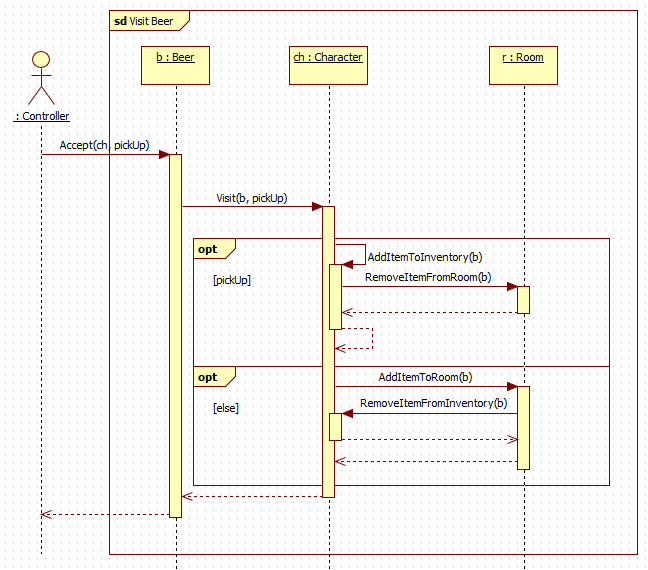 sd Visit Beer
b : Beer
ch : Character
r : Room
: Controller
Accept(ch, pickUp)
Visit(b, pickUp)
opt
[pickUp]
AddItemToInventory(b)
RemoveItemFromRoom(b)
opt
[else]
AddItemToRoom(b)
RemoveItemFromInventory(b)